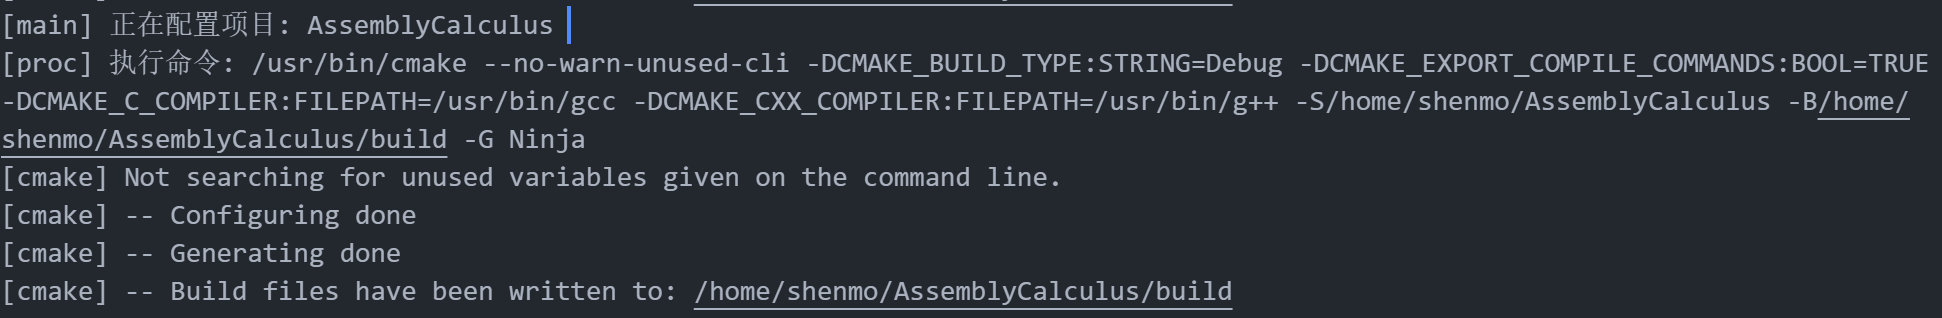 [main] 正在配置项目: AssemblyCalculus
[proc] 执行命令: /usr/bin/cmake --no-warn-unused-cli -DCMAKE_BUILD_TYPE:STRING=Debug -DCMAKE_EXPORT_COMPILE_COMMANDS:BOOL=TRUE
-DCMAKE_C_COMPILER:FILEPATH=/usr/bin/gcc -DCMAKE_CXX_COMPILER:FILEPATH=/usr/bin/g++ -S/home/shenmo/AssemblyCalculus -B/home/
shenmo/AssemblyCalculus/build -G Ninja
[cmake] Not searching for unused variables given on the command line.
[cmake] -- Configuring done
[cmake] -- Generating done
[cmake] -- Build files have been written to: /home/shenmo/AssemblyCalculus/build